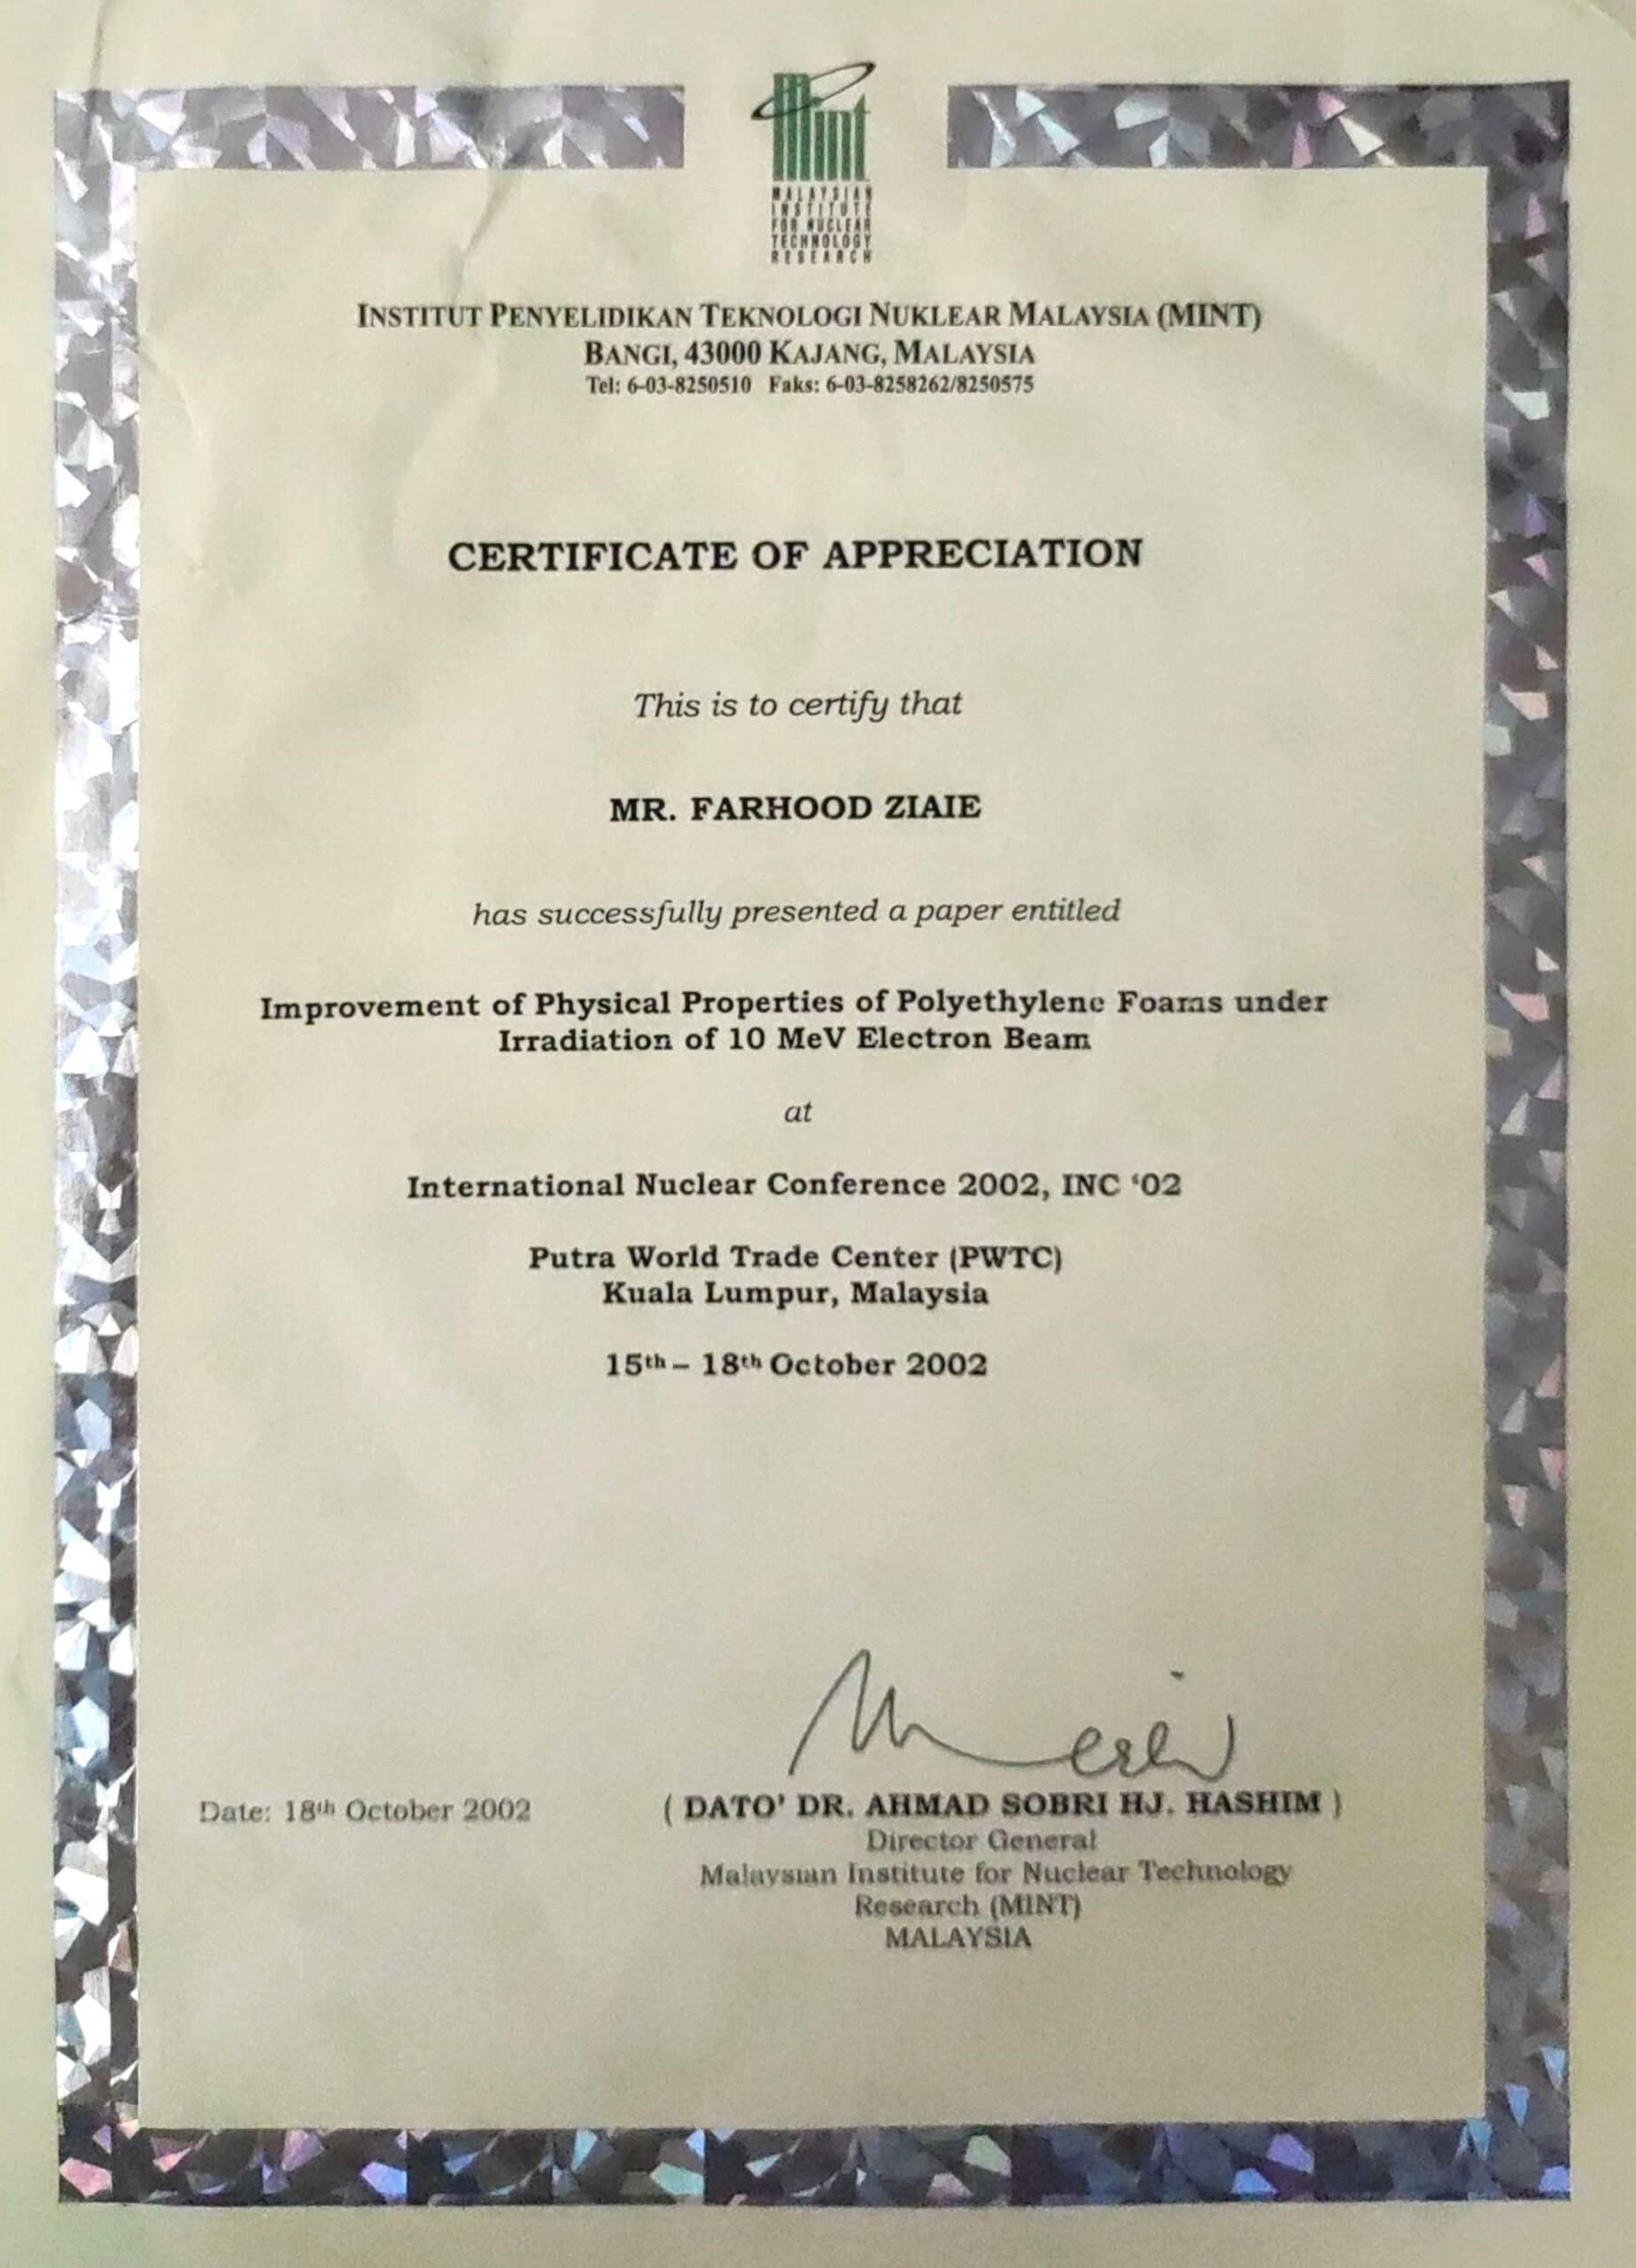 mint
MALAYSIAN
INSTITUTE
FOR NUCLEAR
TECHNOLOGY
RESEARCH
INSTITUT PENYELIDIKAN TEKNOLOGI NUKLEAR MALAYSIA (MINT)
BANGI, 43000 KAJANG, MALAYSIA
Tel: 6-03-8250510 Faks: 6-03-8258262/8250575
CERTIFICATE OF APPRECIATION
This is to certify that
MR. FARHOOD ZIAIE
has successfully presented a paper entitled
Improvement of Physical Properties of Polyethylene Foams under
Irradiation of 10 MeV Electron Beam
at
International Nuclear Conference 2002, INC ‘02
Putra World Trade Center (PWTC)
Kuala Lumpur, Malaysia
15th – 18th October 2002
Date: 18th October 2002
( DATO’ DR. AHMAD SOBRI HJ. HASHIM )
Director General
Malaysian Institute for Nuclear Technology
Research (MINT)
MALAYSIA